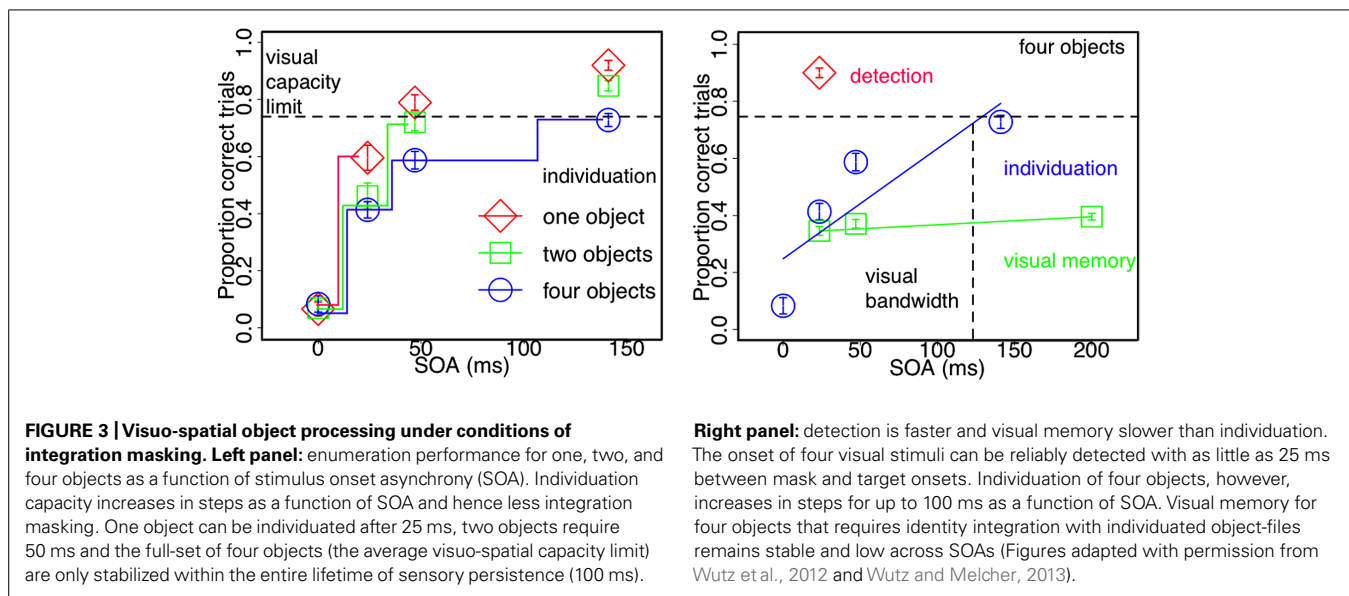 1.0
0.8
0.6
0.4
0.2
0.0
Proportion correct trials
visual
capacity
limit
individuation
one object
two objects
four objects
0
50
100
150
SOA (ms)
1.0
0.8
0.6
0.4
0.2
0.0
Proportion correct trials
four objects
detection
individuation
visual memory
visual
bandwidth
0
50
100
150
200
SOA (ms)
FIGURE 3 | Visuo-spatial object processing under conditions of
integration masking. Left panel: enumeration performance for one, two, and
four objects as a function of stimulus onset asynchrony (SOA). Individuation
capacity increases in steps as a function of SOA and hence less integration
masking. One object can be individuated after 25 ms, two objects require
50 ms and the full-set of four objects (the average visuo-spatial capacity limit)
are only stabilized within the entire lifetime of sensory persistence (100 ms).
Right panel: detection is faster and visual memory slower than individuation.
The onset of four visual stimuli can be reliably detected with as little as 25 ms
between mask and target onsets. Individuation of four objects, however,
increases in steps for up to 100 ms as a function of SOA. Visual memory for
four objects that requires identity integration with individuated object-files
remains stable and low across SOAs (Figures adapted with permission from
Wutz et al., 2012 and Wutz and Melcher, 2013).